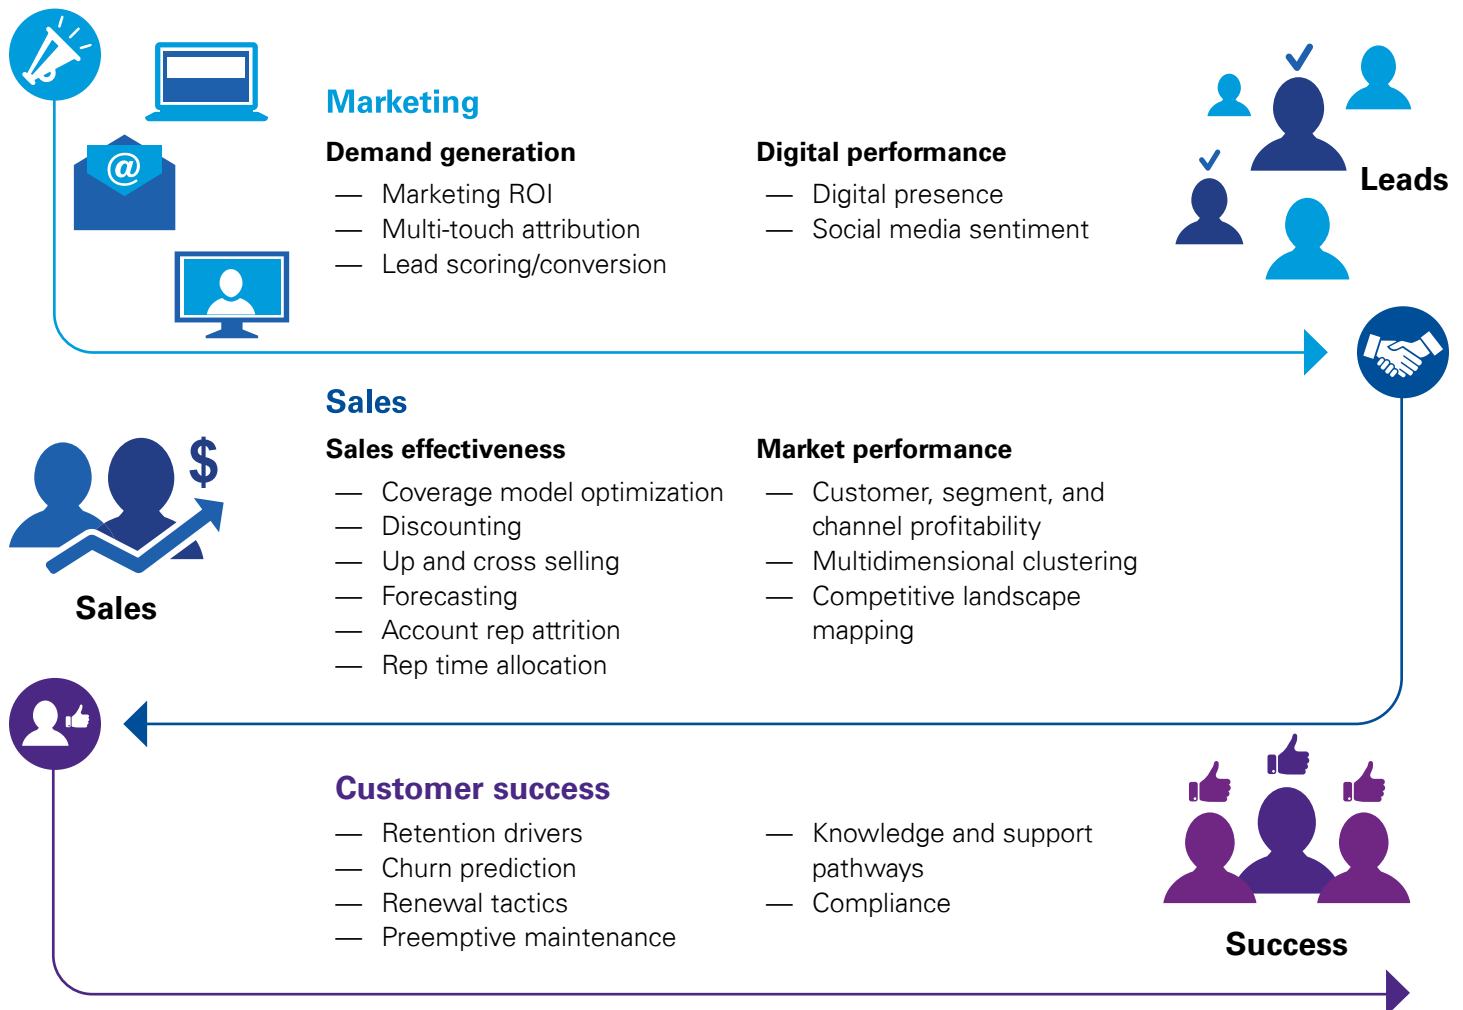 Marketing
Demand generation
— Marketing ROI
— Multi-touch attribution
— Lead scoring/conversion
Digital performance
— Digital presence
— Social media sentiment
@
Leads
Sales
Sales effectiveness
— Coverage model optimization
— Discounting
— Up and cross selling
— Forecasting
— Account rep attrition
— Rep time allocation
Market performance
— Customer, segment, and
channel profitability
— Multidimensional clustering
— Competitive landscape
mapping
$
Sales
Customer success
— Retention drivers
— Churn prediction
— Renewal tactics
— Preemptive maintenance
— Knowledge and support
pathways
— Compliance
Success